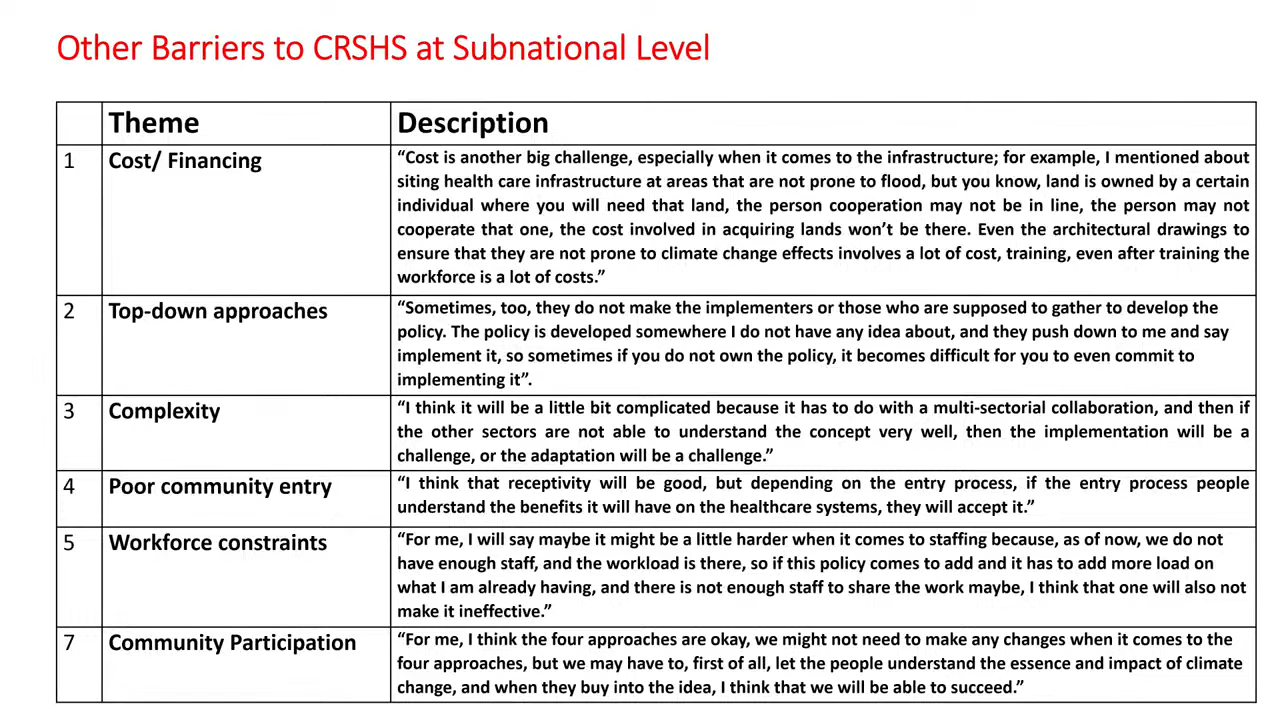 Other Barriers to CRSHS at Subnational Level
Theme
Description
1
Cost/ Financing
“Cost is another big challenge, especially when it comes to the infrastructure; for example, I mentioned about
siting health care infrastructure at areas that are not prone to flood, but you know, land is owned by a certain
individual where you will need that land, the person cooperation may not be in line, the person may not
cooperate that one, the cost involved in acquiring lands won’t be there. Even the architectural drawings to
ensure that they are not prone to climate change effects involves a lot of cost, training, even after training the
workforce is a lot of costs.”
2
Top-down approaches
“Sometimes, too, they do not make the implementers or those who are supposed to gather to develop the
policy. The policy is developed somewhere I do not have any idea about, and they push down to me and say
implement it, so sometimes if you do not own the policy, it becomes difficult for you to even commit to
implementing it”.
3
Complexity
“I think it will be a little bit complicated because it has to do with a multi-sectorial collaboration, and then if
the other sectors are not able to understand the concept very well, then the implementation will be a
challenge, or the adaptation will be a challenge.”
4
Poor community entry
“I think that receptivity will be good, but depending on the entry process, if the entry process people
understand the benefits it will have on the healthcare systems, they will accept it.”
5
Workforce constraints
“For me, I will say maybe it might be a little harder when it comes to staffing because, as of now, we do not
have enough staff, and the workload is there, so if this policy comes to add and it has to add more load on
what I am already having, and there is not enough staff to share the work maybe, I think that one will also not
make it ineffective.”
7
Community Participation
“For me, I think the four approaches are okay, we might not need to make any changes when it comes to the
four approaches, but we may have to, first of all, let the people understand the essence and impact of climate
change, and when they buy into the idea, I think that we will be able to succeed.”